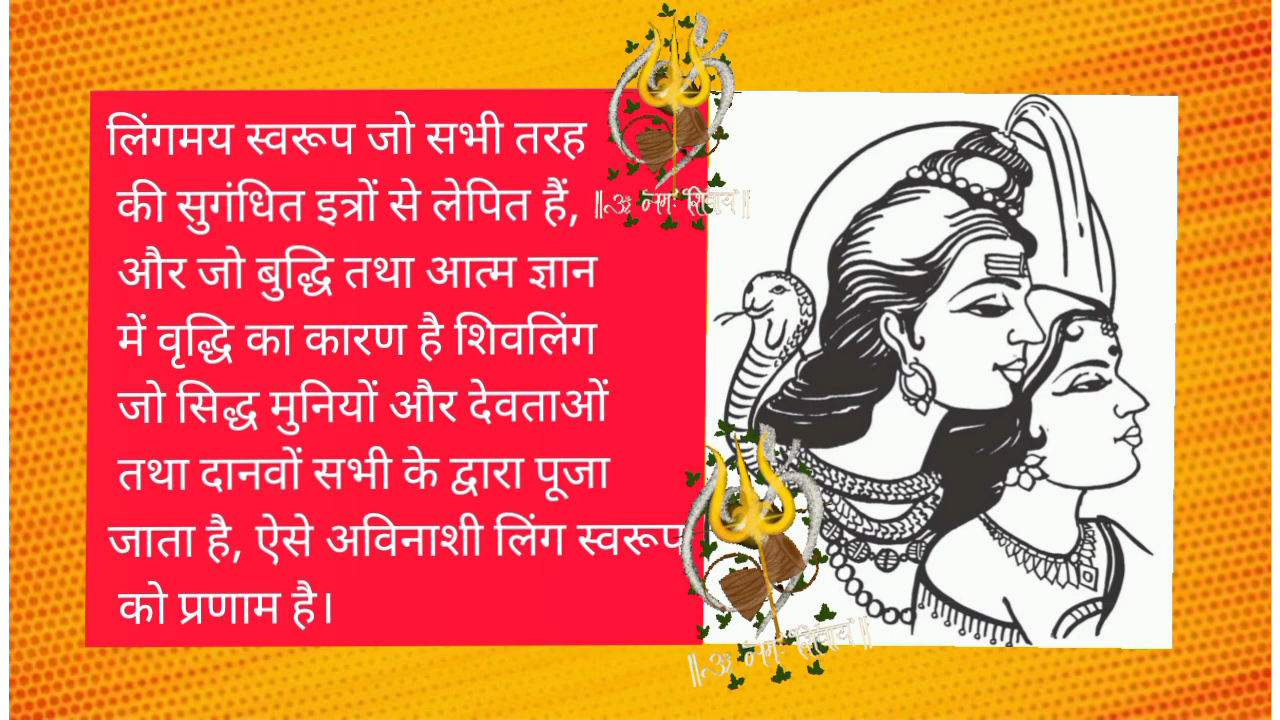 लिंगमय स्वरूप जो सभी तरह
की सुगंधित इत्रों से लेपित हैं,
और जो बुद्धि तथा आत्म ज्ञान
में वृद्धि का कारण है शिवलिंग
जो सिद्ध मुनियों और देवताओं
तथा दानवों सभी के द्वारा पूजा
जाता है, ऐसे अविनाशी लिंग स्वरूप
को प्रणाम है।
॥ॐ नमः शिवाय॥
॥ॐ नमः शिवाय॥